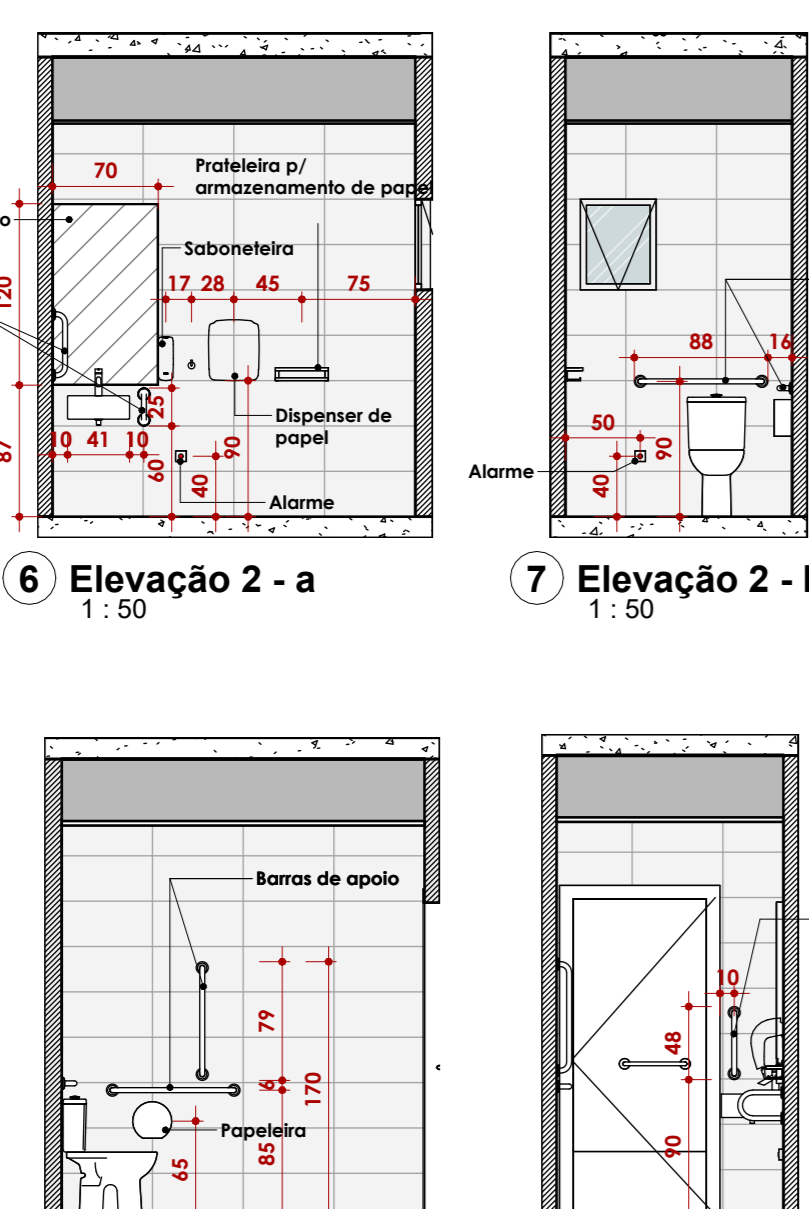 70
Prateleira p/
armazenamento de papel
o
Saboneteira
120
17 28 45 75
25
Dispenser de
papel
10 41 10
87
60
40
90
Alarme
6 Elevação 2 - a
1 : 50
88 16
50
90
Alarme
40
7 Elevação 2 -
1 : 50
Barras de apoio
79
6
170
Papeleira
85
65
10
48
90